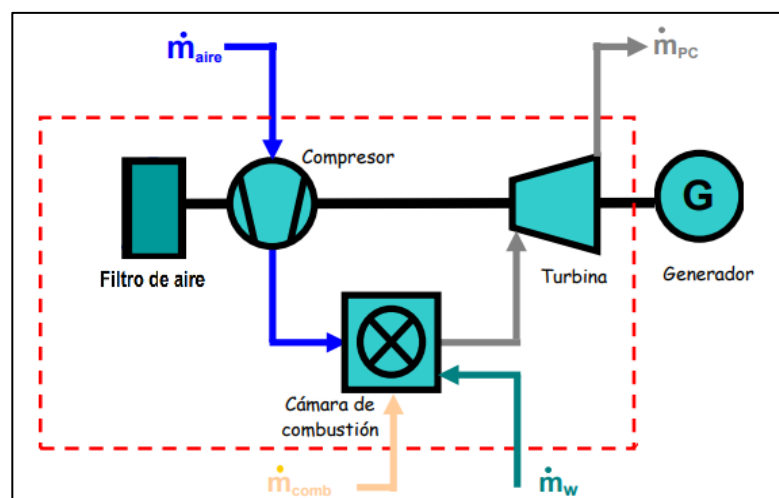 ṁaire
ṁPC
Compresor
G
Filtro de aire
Turbina
Generador
Cámara de
combustión
ṁcomb
ṁW